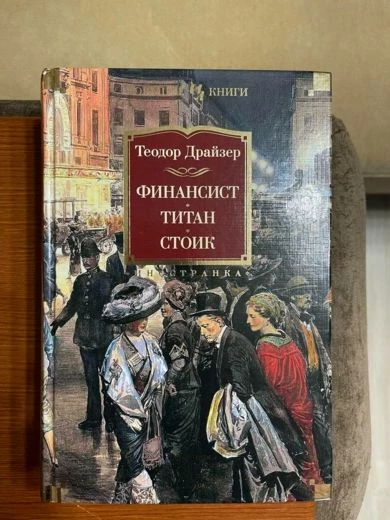 КНИГИ
Теодор Драйзер
ФИНАНСИСТ
ТИТАН
СТОИК
ИНОСТРАНКА